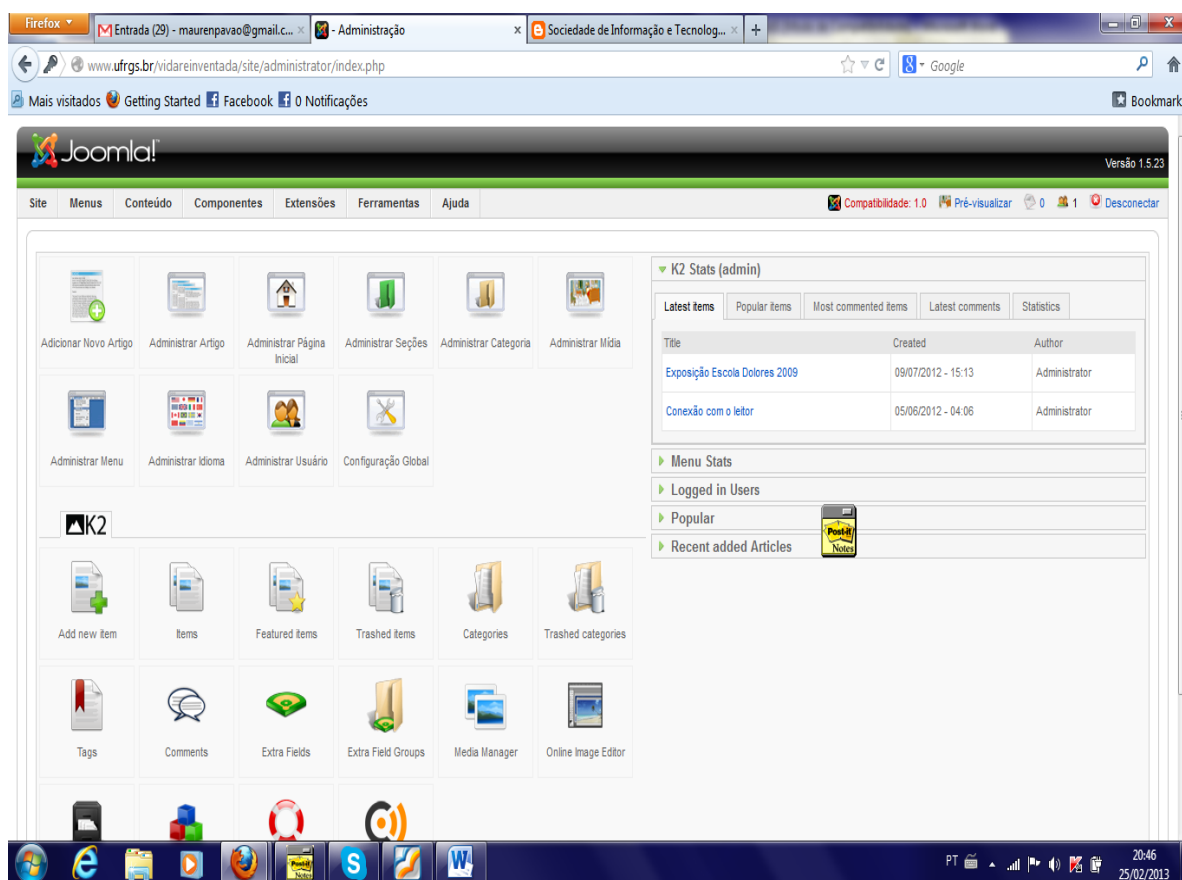 Firefox
Entrada (29) - maurenpavao@gmail.c...
- Administração
Sociedade de Informação e Tecnolog...
www.ufrgs.br/vidareinventada/site/administrator/index.php
Google
Mais visitados Getting Started Facebook 0 Notificações
Bookmark
Joomla!
Versão 1.5.23
Site Menus Conteúdo Componentes Extensões Ferramentas Ajuda
Compatibilidade: 1.0 Pré-visualizar 0 1 Desconectar
Adicionar Novo Artigo
Administrar Artigo
Administrar Página
Inicial
Administrar Seções
Administrar Categoria
Administrar Mídia
Administrar Menu
Administrar Idioma
Administrar Usuário
Configuração Global
K2
Add new item
Items
Featured items
Trashed items
Categories
Trashed categories
Tags
Comments
Extra Fields
Extra Field Groups
Media Manager
Online Image Editor
K2 Stats (admin)
Latest items Popular items Most commented items Latest comments Statistics
Title Created Author
Exposição Escola Dolores 2009 09/07/2012 - 15:13 Administrator
Conexão com o leitor 05/06/2012 - 04:06 Administrator
Menu Stats
Logged in Users
Popular
Recent added Articles
Post-it
Notes
Post-it
Notes
PT
20:46
25/02/2013